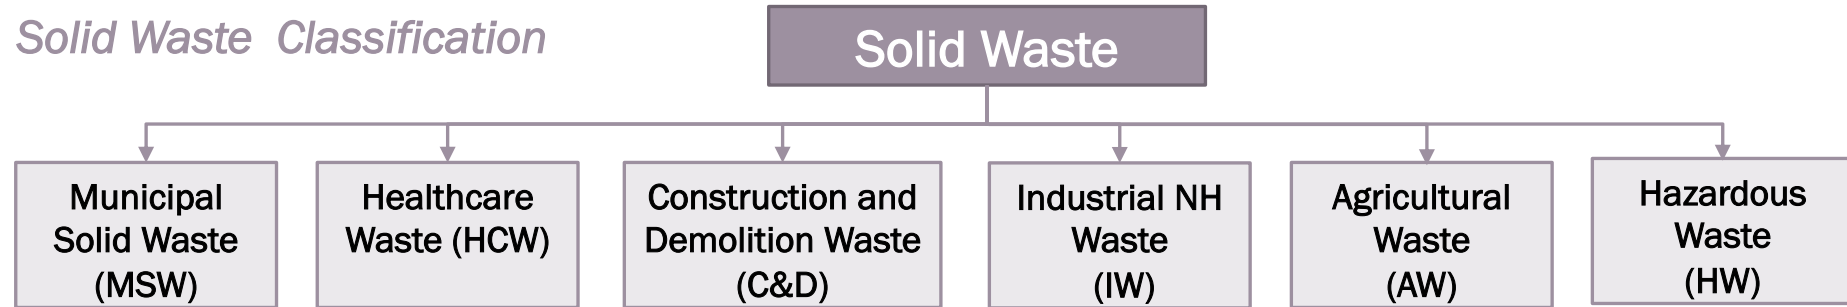 Solid Waste Classification
Solid Waste
Municipal
Solid Waste
(MSW)
Healthcare
Waste (HCW)
Construction and
Demolition Waste
(C&D)
Industrial NH
Waste
(IW)
Agricultural
Waste
(AW)
Hazardous
Waste
(HW)